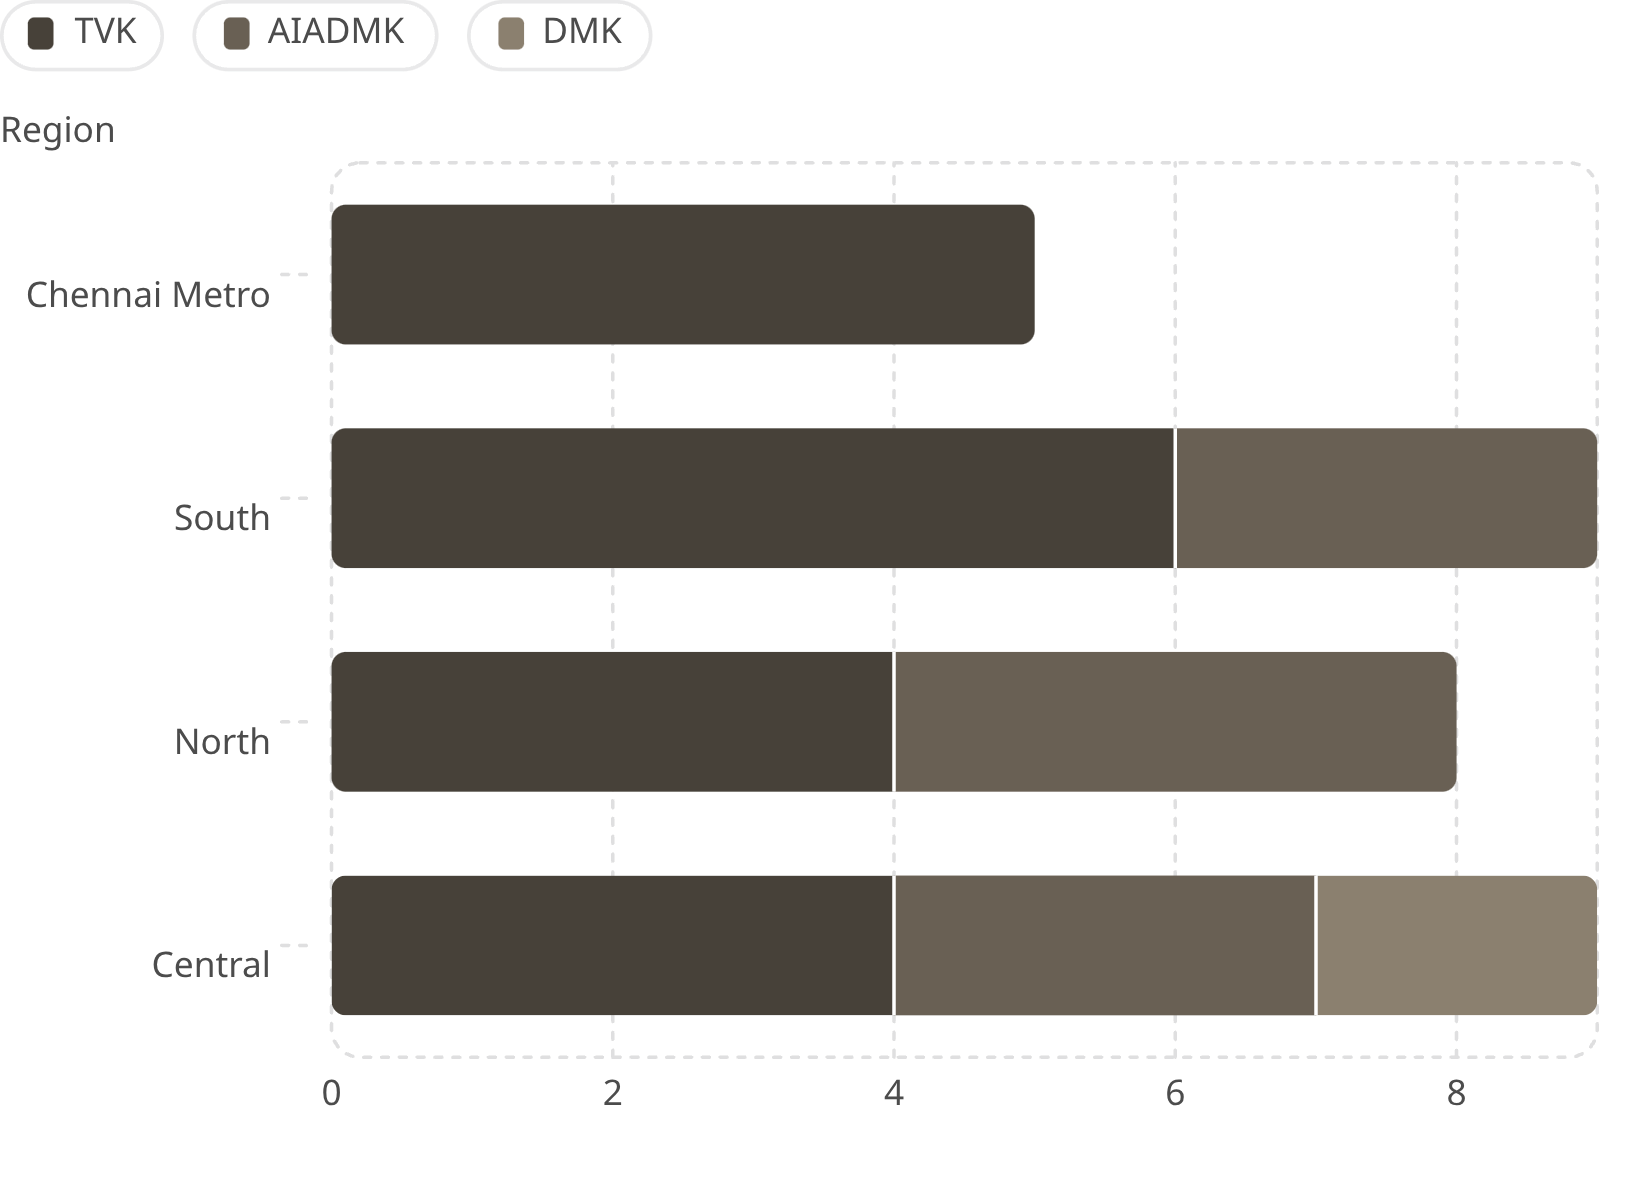 TVK AIADMK DMK
Region
Chennai Metro
South
North
Central
0 2 4 6 8